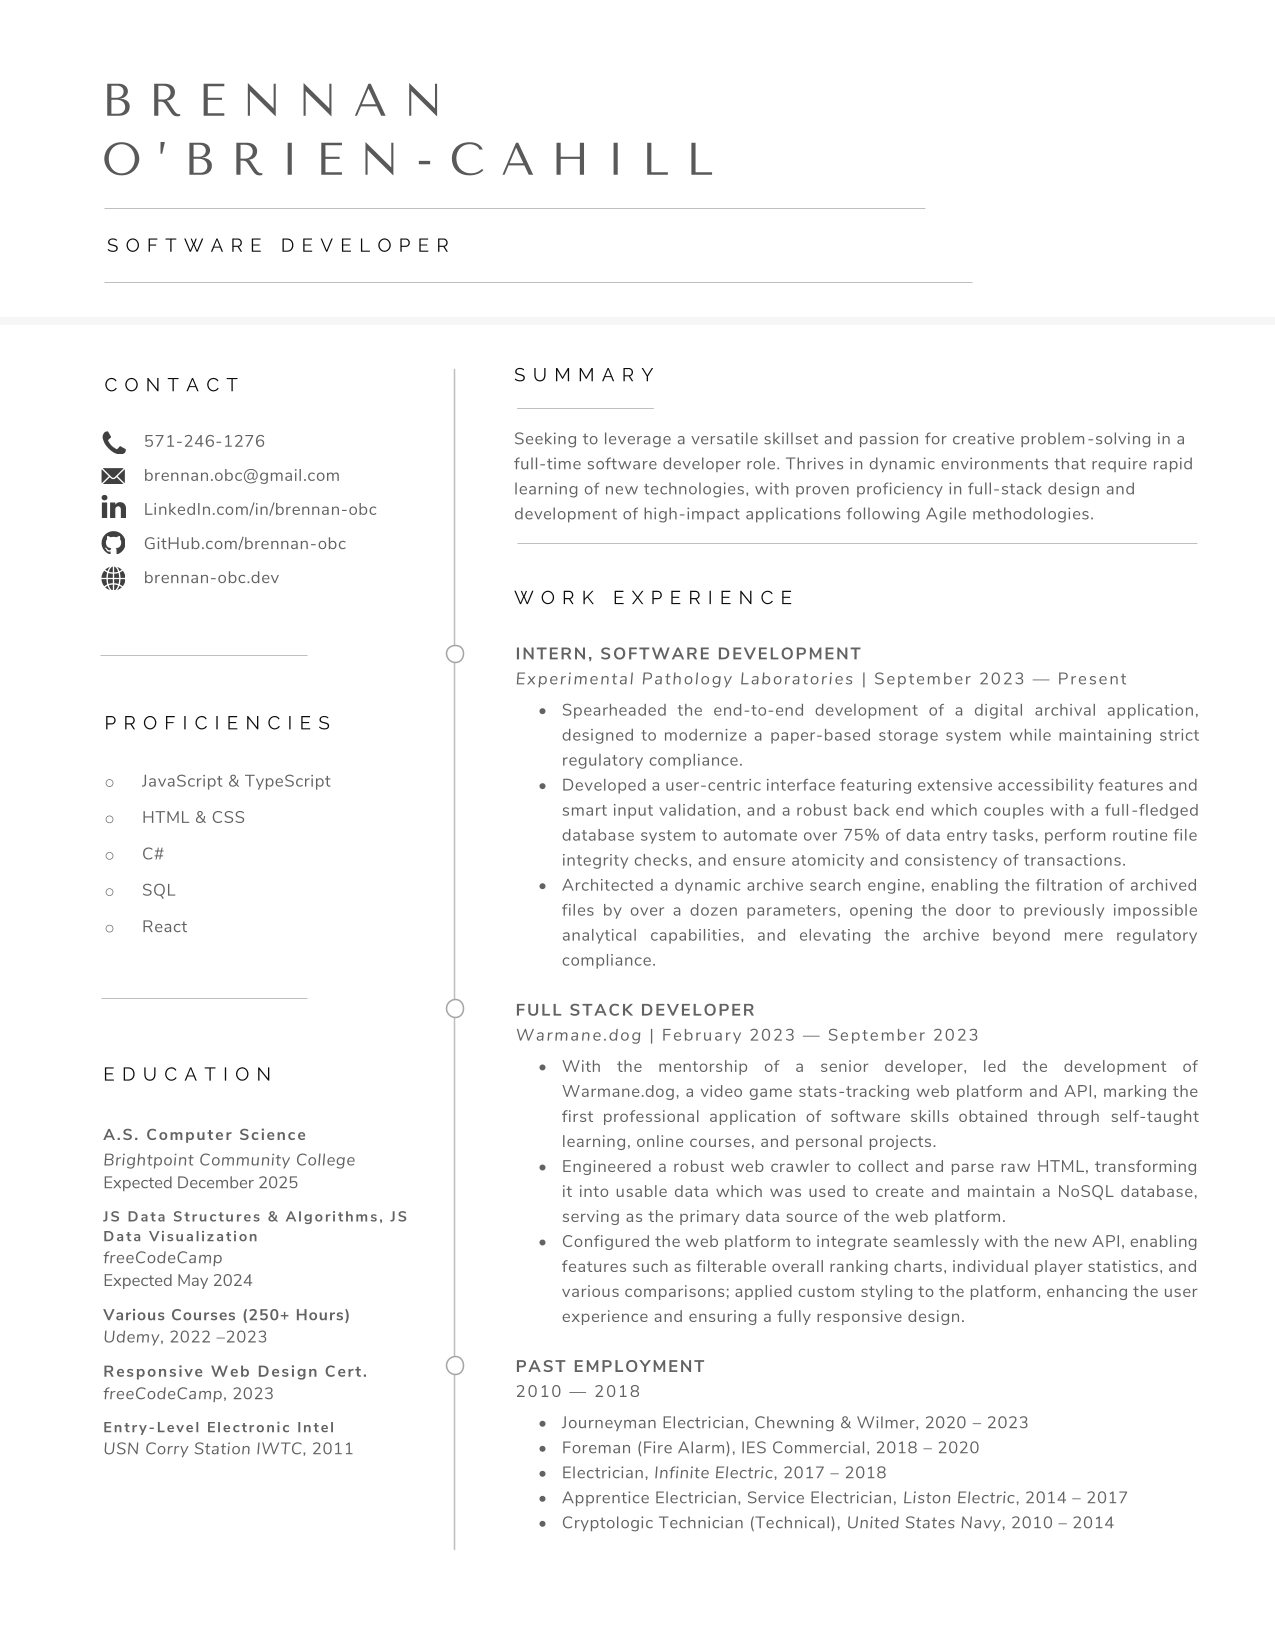 BRENNAN
O'BRIEN-CAHILL
SOFTWARE DEVELOPER
CONTACT
571-246-1276
brennan.obc@gmail.com
LinkedIn.com/in/brennan-obc
GitHub.com/brennan-obc
brennan-obc.dev
PROFICIENCIES
○ JavaScript & TypeScript
○ HTML & CSS
○ C#
○ SQL
○ React
EDUCATION
A.S. Computer Science
Brightpoint Community College
Expected December 2025
JS Data Structures & Algorithms, JS
Data Visualization
freeCodeCamp
Expected May 2024
Various Courses (250+ Hours)
Udemy, 2022 –2023
Responsive Web Design Cert.
freeCodeCamp, 2023
Entry-Level Electronic Intel
USN Corry Station IWTC, 2011
SUMMARY
Seeking to leverage a versatile skillset and passion for creative problem-solving in a
full-time software developer role. Thrives in dynamic environments that require rapid
learning of new technologies, with proven proficiency in full-stack design and
development of high-impact applications following Agile methodologies.
WORK EXPERIENCE
INTERN, SOFTWARE DEVELOPMENT
Experimental Pathology Laboratories | September 2023 — Present
• Spearheaded the end-to-end development of a digital archival application,
designed to modernize a paper-based storage system while maintaining strict
regulatory compliance.
• Developed a user-centric interface featuring extensive accessibility features and
smart input validation, and a robust back end which couples with a full-fledged
database system to automate over 75% of data entry tasks, perform routine file
integrity checks, and ensure atomicity and consistency of transactions.
• Architected a dynamic archive search engine, enabling the filtration of archived
files by over a dozen parameters, opening the door to previously impossible
analytical capabilities, and elevating the archive beyond mere regulatory
compliance.
FULL STACK DEVELOPER
Warmane.dog | February 2023 — September 2023
• With the mentorship of a senior developer, led the development of
Warmane.dog, a video game stats-tracking web platform and API, marking the
first professional application of software skills obtained through self-taught
learning, online courses, and personal projects.
• Engineered a robust web crawler to collect and parse raw HTML, transforming
it into usable data which was used to create and maintain a NoSQL database,
serving as the primary data source of the web platform.
• Configured the web platform to integrate seamlessly with the new API, enabling
features such as filterable overall ranking charts, individual player statistics, and
various comparisons; applied custom styling to the platform, enhancing the user
experience and ensuring a fully responsive design.
PAST EMPLOYMENT
2010 — 2018
• Journeyman Electrician, Chewning & Wilmer, 2020 – 2023
• Foreman (Fire Alarm), IES Commercial, 2018 – 2020
• Electrician, Infinite Electric, 2017 – 2018
• Apprentice Electrician, Service Electrician, Liston Electric, 2014 – 2017
• Cryptologic Technician (Technical), United States Navy, 2010 – 2014